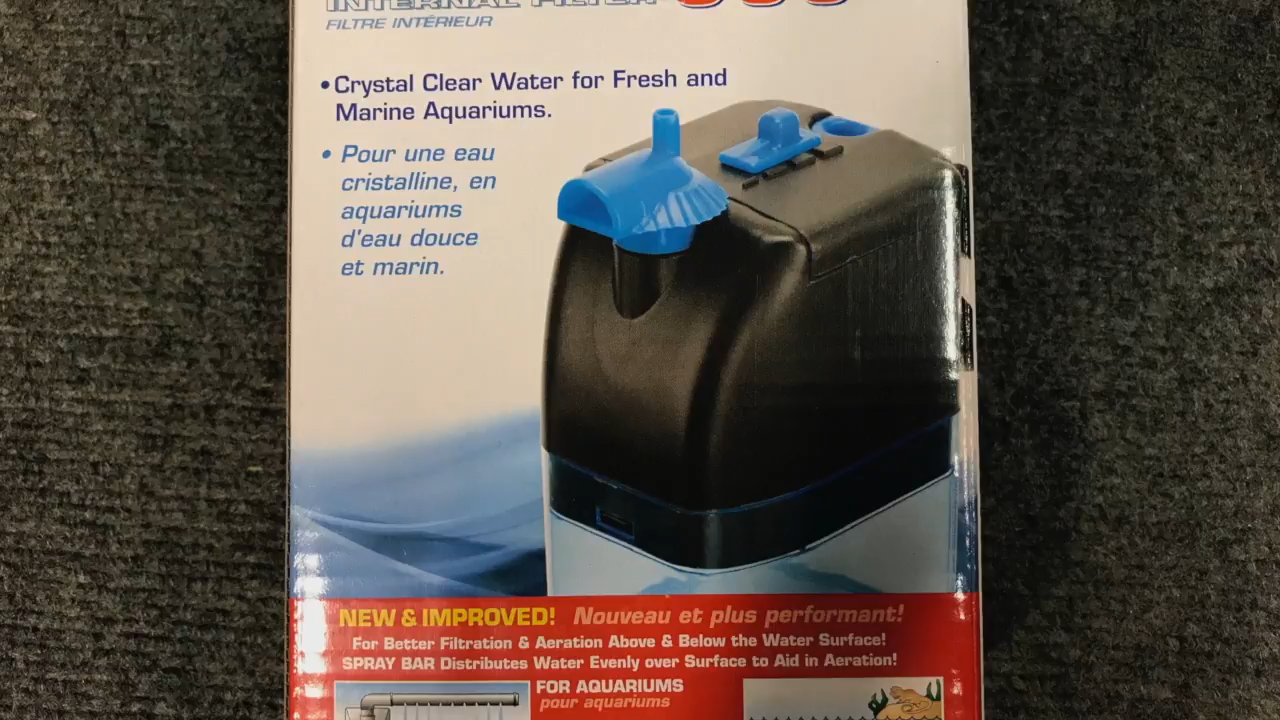 INTERNAL FILTER
FILTRE INTÉRIEUR
• Crystal Clear Water for Fresh and
Marine Aquariums.
• Pour une eau
cristalline, en
aquariums
d'eau douce
et marin.
NEW & IMPROVED! Nouveau et plus performant!
For Better Filtration & Aeration Above & Below the Water Surface!
SPRAY BAR Distributes Water Evenly over Surface to Aid in Aeration!
FOR AQUARIUMS
pour aquariums